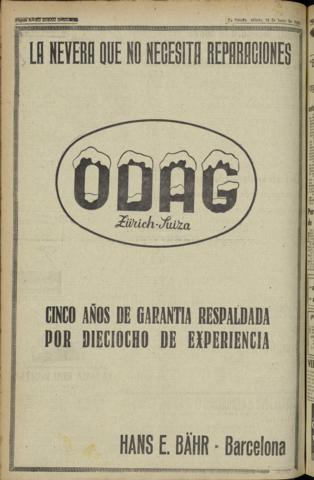 LA NEVERA QUE NO NECESITA REPARACIONES
ODAG
Zürich-Suiza
CINCO AÑOS DE GARANTIA RESPALDADA
POR DIECIOCHO DE EXPERIENCIA
HANS E. BÄHR - Barcelona